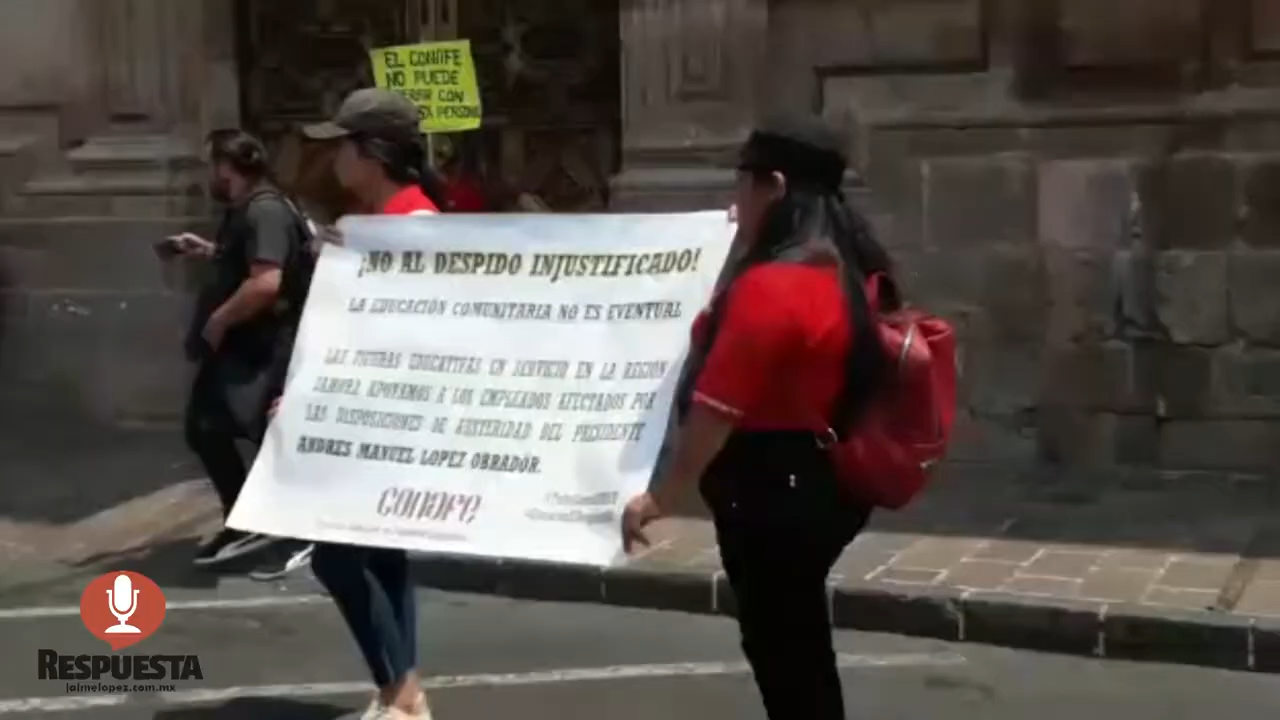 EL CONAFE
NO PUEDE
CON
¡NO AL DESPIDO INJUSTIFICADO!
LA EDUCACIÓN COMUNITARIA NO ES EVENTUAL
LAS FIGURAS EDUCATIVAS EN SERVICIO EN LA REGION
ZAMORA APOYAMOS A LOS EMPLEADOS AFECTADOS POR
LAS DISPOSICIONES DE AUSTERIDAD DEL PRESIDENTE
ANDRES MANUEL LOPEZ OBRADOR.
CONAFE
RESPUESTA
jaimelopez.com.mx